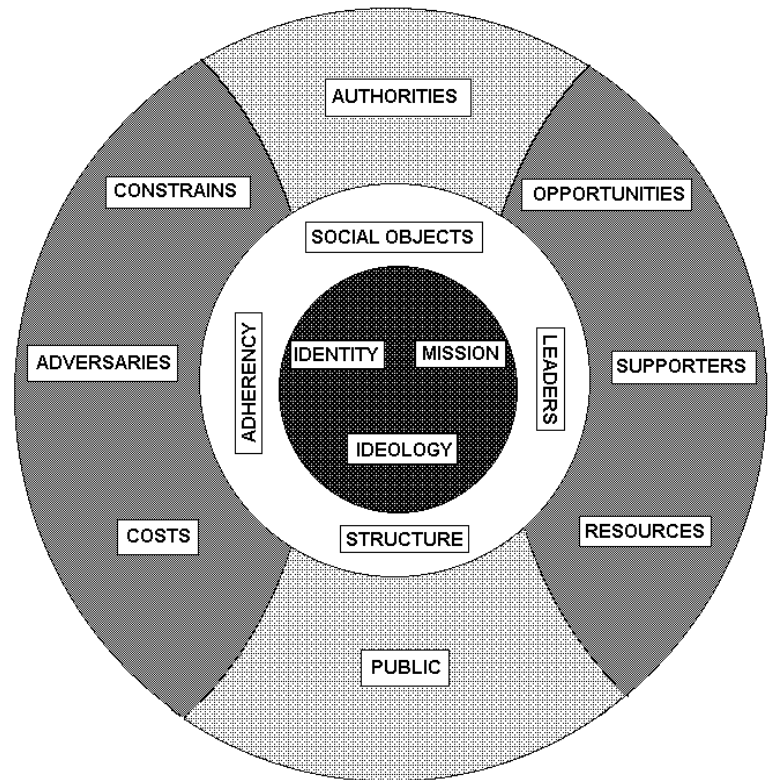 AUTHORITIES
CONSTRAINS
OPPORTUNITIES
SOCIAL OBJECTS
ADHERENCY
IDENTITY
MISSION
LEADERS
ADVERSARIES
SUPPORTERS
IDEOLOGY
COSTS
STRUCTURE
RESOURCES
PUBLIC